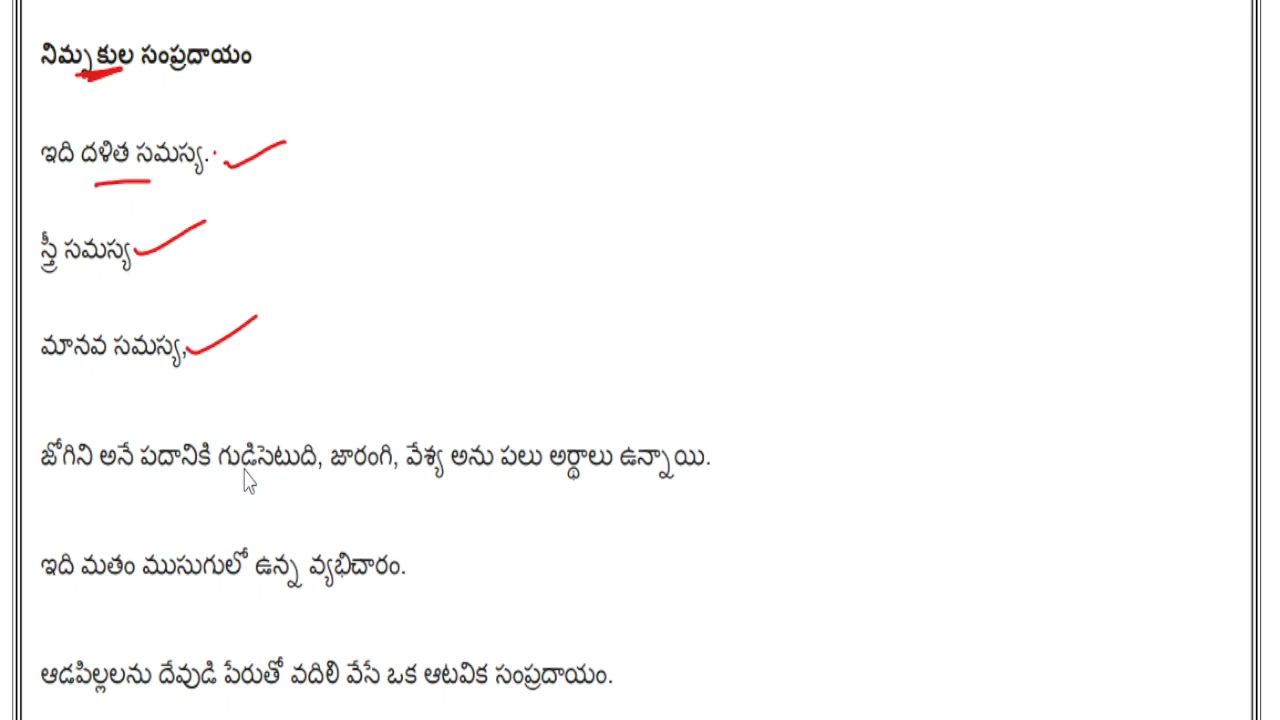 నిమ్నకుల సంప్రదాయం
ఇది దళిత సమస్య.
స్త్రీ సమస్య
మానవ సమస్య,
జోగిని అనే పదానికి గుడిసెటుది, జారంగి, వేశ్య అను పలు అర్థాలు ఉన్నాయి.
ఇది మతం ముసుగులో ఉన్న వ్యభిచారం.
ఆడపిల్లలను దేవుడి పేరుతో వదిలి వేసే ఒక ఆటవిక సంప్రదాయం.